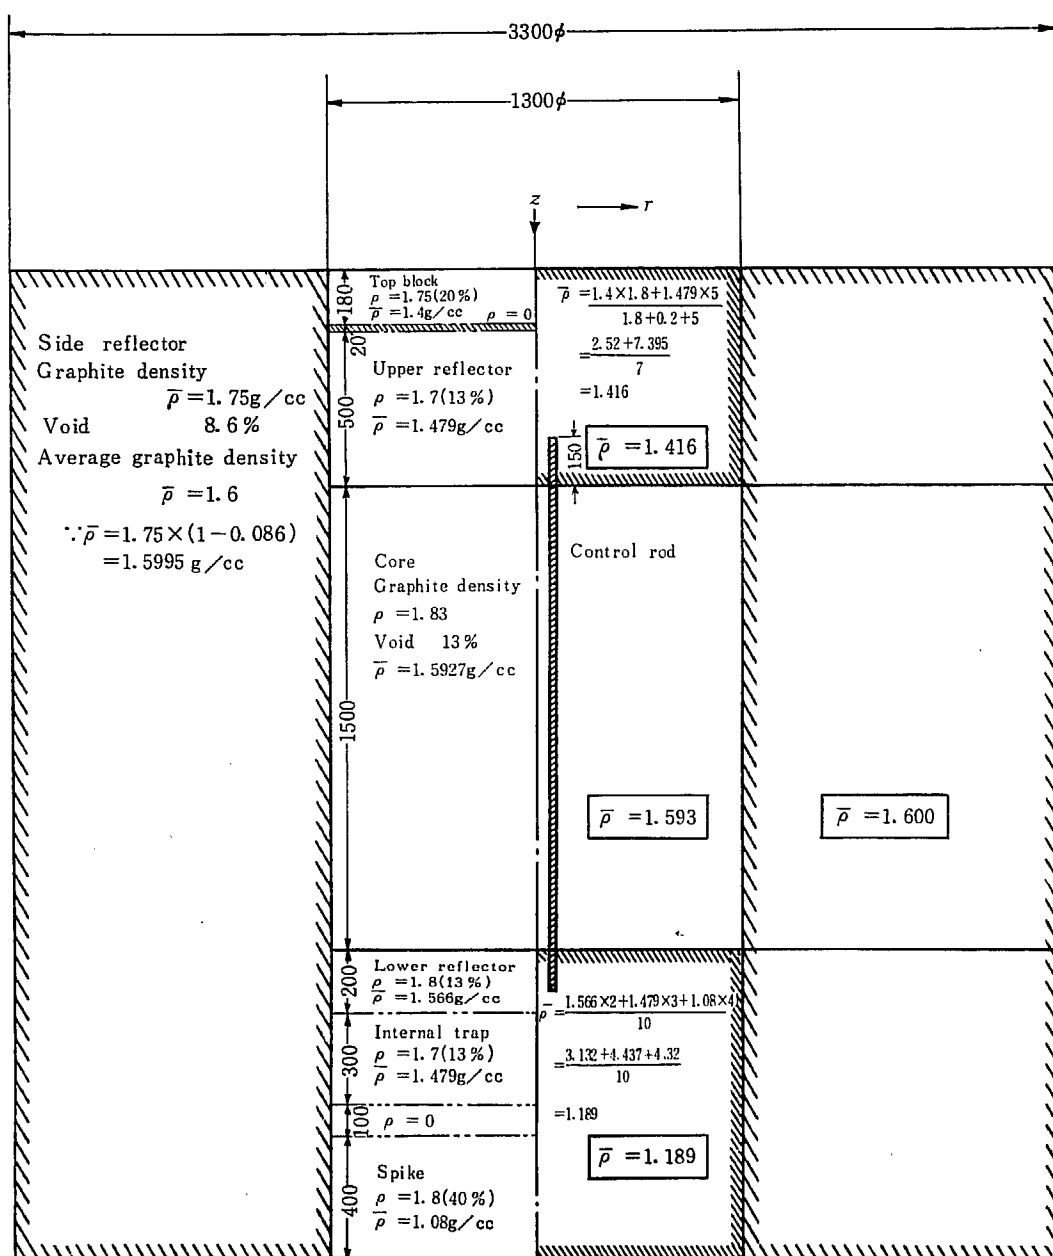 3300φ
1300φ
z
r
Side reflector
Graphite density
ρ̅ =1.75g/cc
Void 8.6%
Average graphite density
ρ̅ =1.6
∵ρ̅ =1.75×(1−0.086)
=1.5995 g/cc
180
Top block
ρ =1.75(20%)
ρ̅ =1.4g/cc ρ =0
20
500
Upper reflector
ρ =1.7(13%)
ρ̅ =1.479g/cc
ρ̅ =1.4×1.8+1.479×5
1.8+0.2+5
=2.52+7.395
7
=1.416
ρ̅ =1.416
150
1500
Core
Graphite density
ρ =1.83
Void 13%
ρ̅ =1.5927g/cc
Control rod
ρ̅ =1.593
ρ̅ =1.600
200
Lower reflector
ρ =1.8(13%)
ρ̅ =1.566g/cc
300
Internal trap
ρ =1.7(13%)
ρ̅ =1.479g/cc
100
ρ =0
400
Spike
ρ =1.8(40%)
ρ̅ =1.08g/cc
ρ̅ =1.566×2+1.479×3+1.08×4
10
=3.132+4.437+4.32
10
=1.189
ρ̅ =1.189